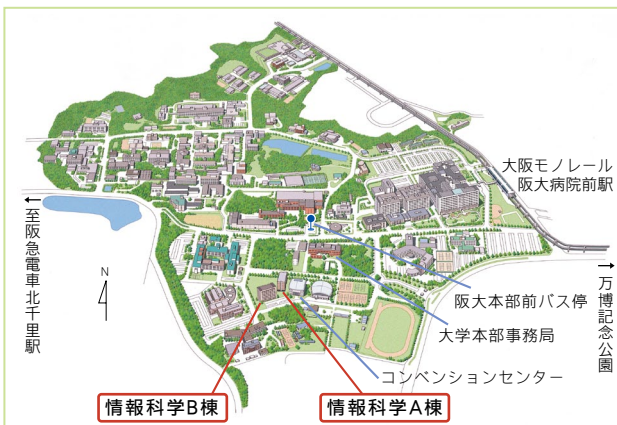 大阪モノレール
阪大病院前駅
←至阪急電車北千里駅
N
→万博記念公園
阪大本部前バス停
大学本部事務局
コンベンションセンター
情報科学B棟
情報科学A棟